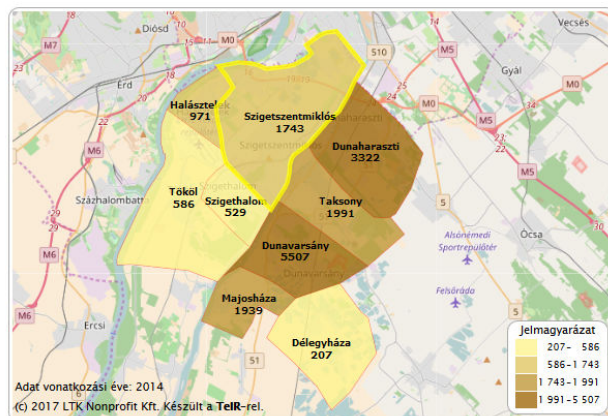 Diósd
M0
S10
Vecsés
M7
M5
Gyál
Érd
Halásztelek
971
Szigetszentmiklós
1743
Dunaharaszti
3322
M0
M6
Százhalombatta
Tököl
586
Szigethalom
529
Taksony
1991
M5
Ócsa
Alsónémedi
Sportrepülőtér
Dunavarsány
5507
Dunavarsány
Felsőráda
Majosháza
1939
Ercsi
M6
51
Délegyháza
207
5
Jelmagyarázat
207- 586
586-1 743
1 743-1 991
1 991-5 507
Adat vonatkozási éve: 2014
(c) 2017 LTK Nonprofit Kft. Készült a TeIR-rel.